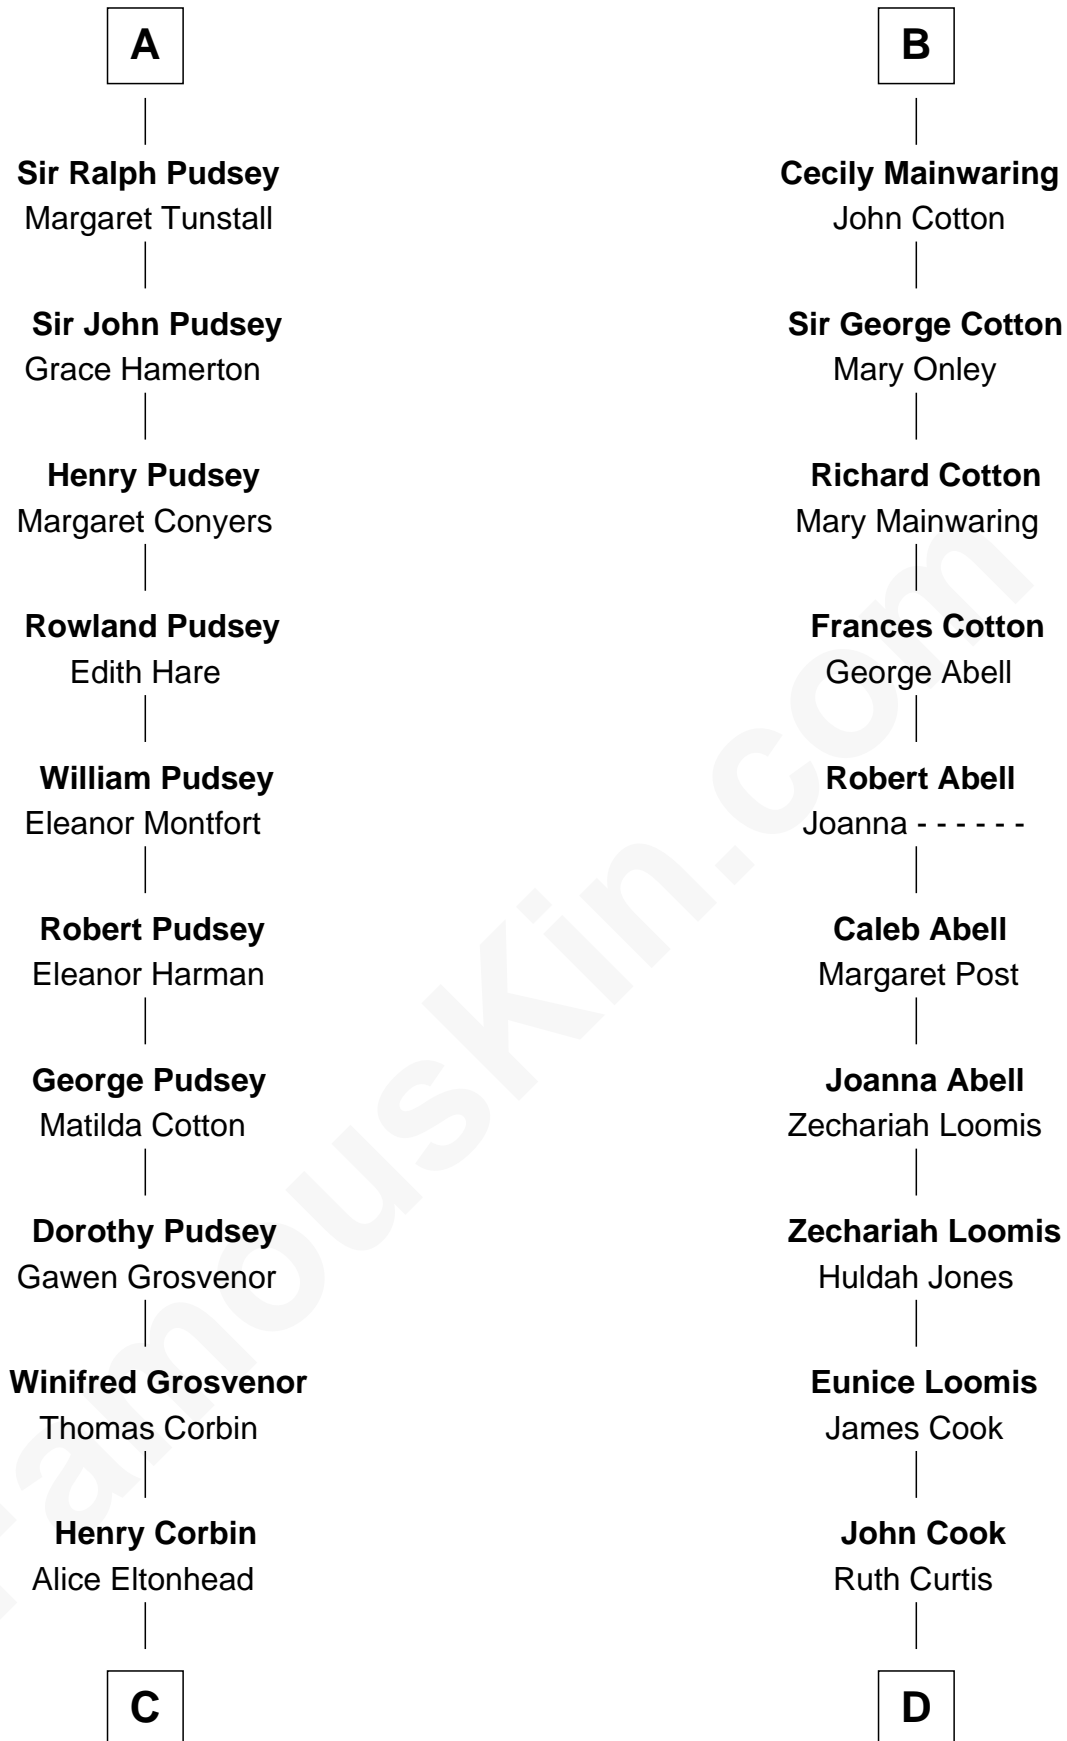 A
Sir Ralph Pudsey
Margaret Tunstall
Sir John Pudsey
Grace Hamerton
Henry Pudsey
Margaret Conyers
Rowland Pudsey
Edith Hare
William Pudsey
Eleanor Montfort
Robert Pudsey
Eleanor Harman
George Pudsey
Matilda Cotton
Dorothy Pudsey
Gawen Grosvenor
Winifred Grosvenor
Thomas Corbin
Henry Corbin
Alice Eltonhead
C
B
Cecily Mainwaring
John Cotton
Sir George Cotton
Mary Onley
Richard Cotton
Mary Mainwaring
Frances Cotton
George Abell
Robert Abell
Joanna - - - - - -
Caleb Abell
Margaret Post
Joanna Abell
Zechariah Loomis
Zechariah Loomis
Huldah Jones
Eunice Loomis
James Cook
John Cook
Ruth Curtis
D
FamousKin.com